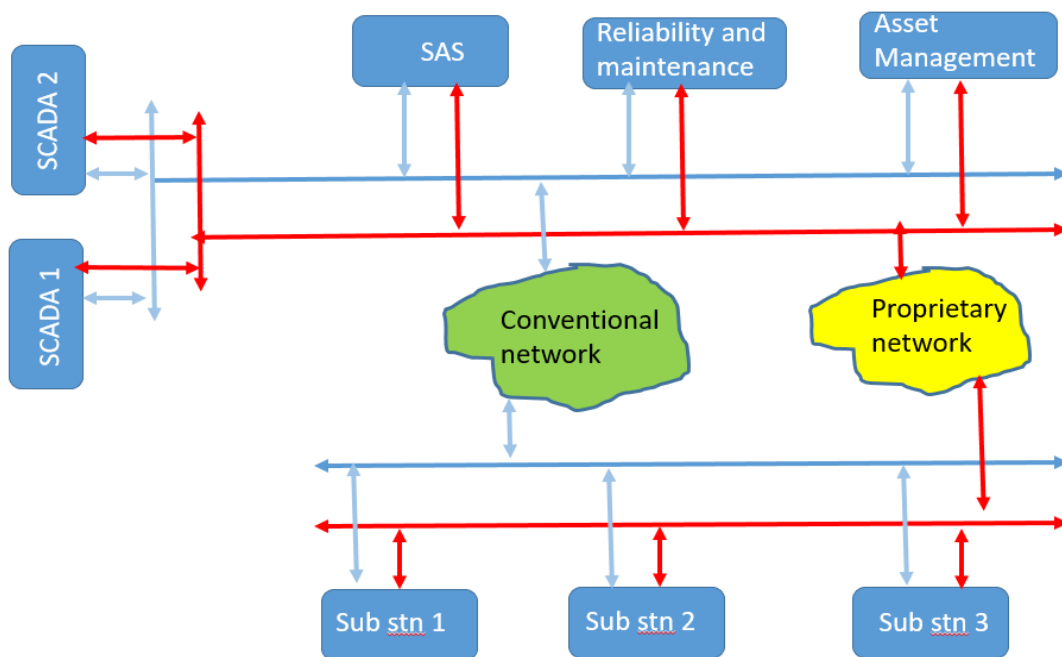 SCADA 2
SCADA 1
SAS
Reliability and
maintenance
Asset
Management
Conventional
network
Proprietary
network
Sub stn 1
Sub stn 2
Sub stn 3